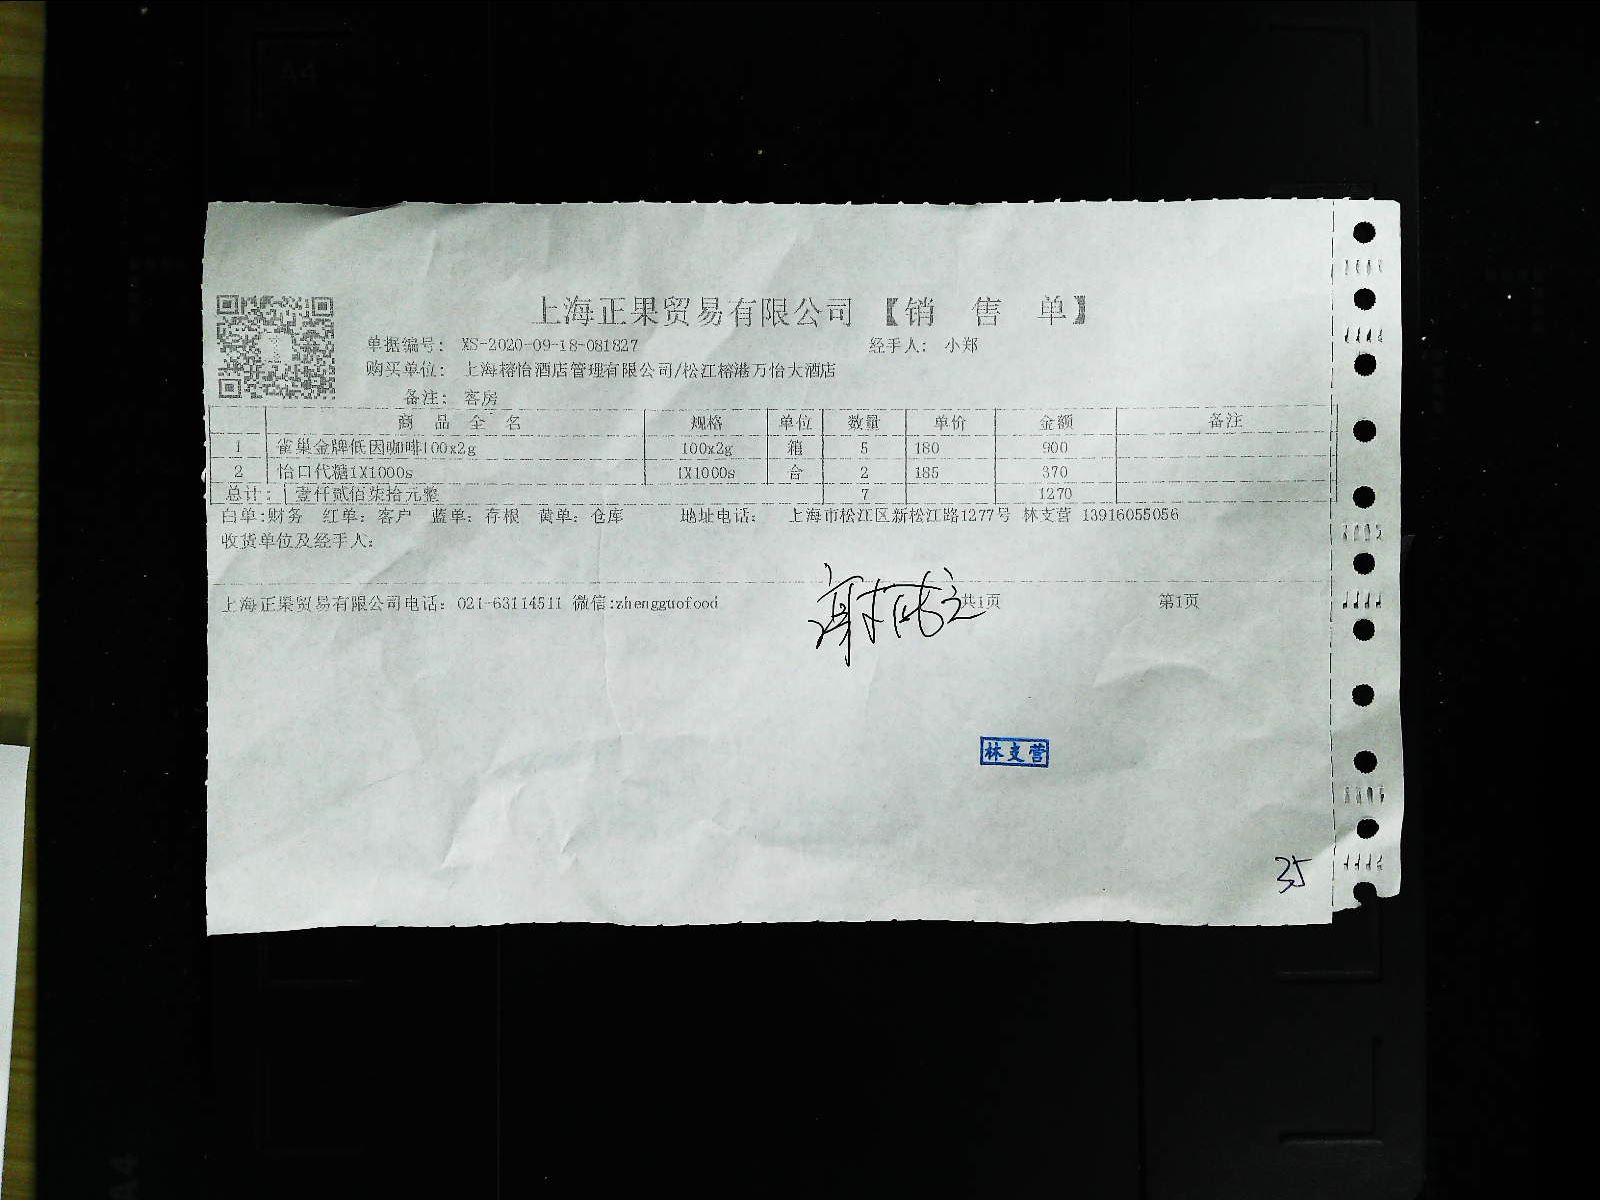 上海正果贸易有限公司【销 售 单】
单据编号: XS-2020-09-18-081827 经手人: 小郑
购买单位: 上海榕怡酒店管理有限公司/松江榕港万怡大酒店
备注: 客房
商 品 全 名 规格 单位 数量 单价 金额 备注
1 雀巢金牌低因咖啡100x2g 100x2g 箱 5 180 900
2 怡口代糖1X1000s 1X1000s 合 2 185 370
总计: 壹仟贰佰柒拾元整 7 1270
白单:财务 红单: 客户 蓝单: 存根 黄单: 仓库 地址电话: 上海市松江区新松江路1277号 林支营 13916055056
收货单位及经手人:
上海正果贸易有限公司电话: 021-63114511 微信:zhengguofood 共1页 第1页
林支营
35
A4
A4